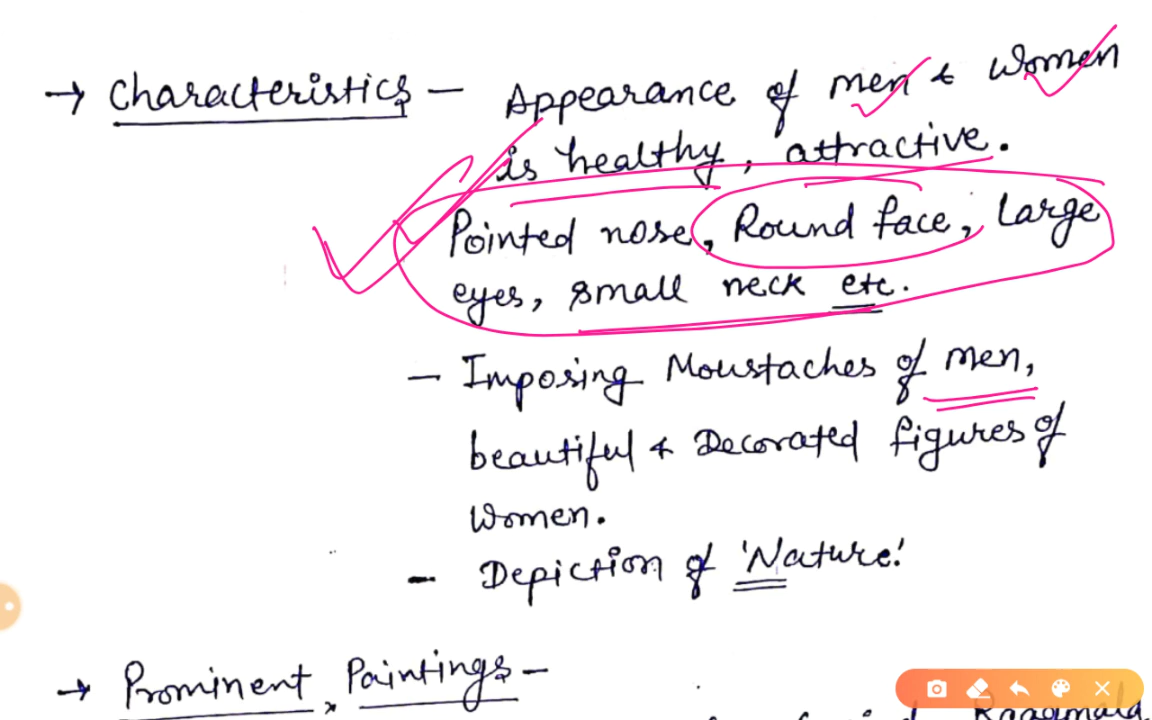 → Characteristics – Appearance of men & women
is healthy, attractive.
Pointed nose, Round face, Large
eyes, small neck etc.
– Imposing Moustaches of men,
beautiful & Decorated figures of
Women.
– Depiction of 'Nature'
→ Prominent Paintings –